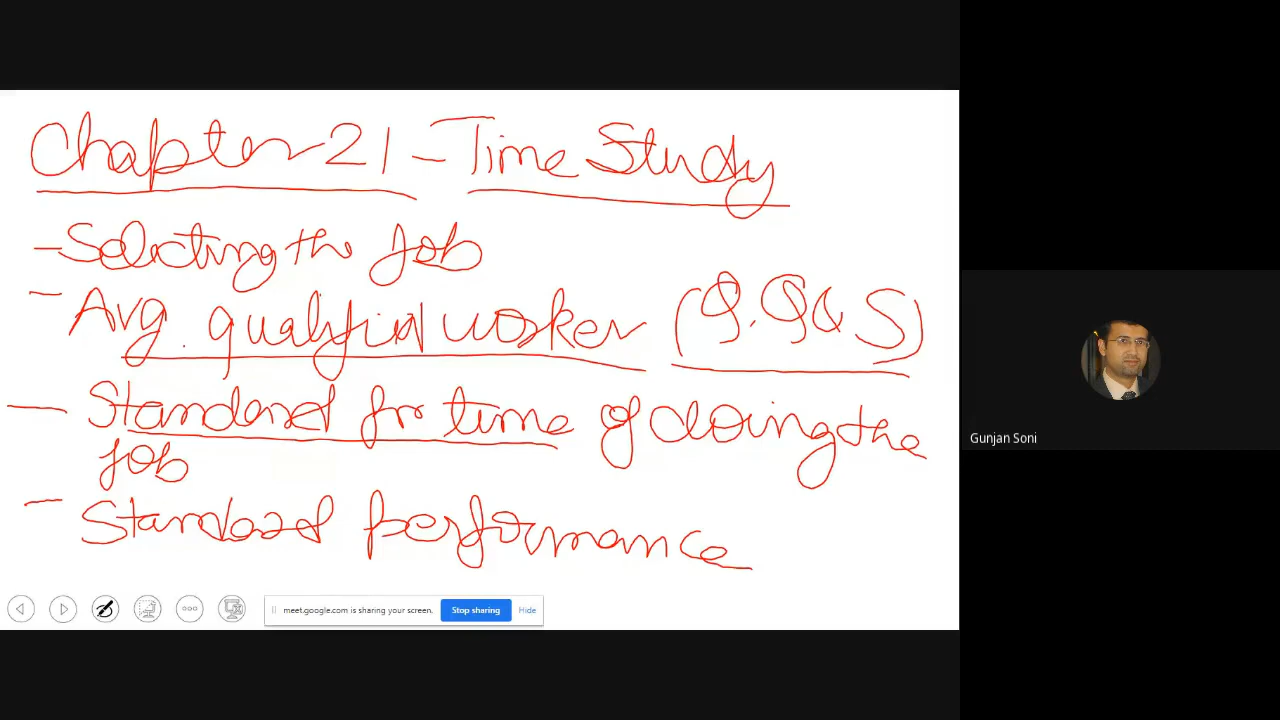 Chapter 21 - Time Study
- Selecting the Job
- Avg. qualified worker (Q, Q & S)
- Standard for time of doing the
Job
- Standard performance
meet.google.com is sharing your screen. Stop sharing Hide
Gunjan Soni